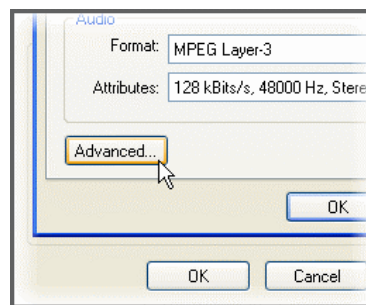 Audio
Format: MPEG Layer-3
Attributes: 128 kBits/s, 48000 Hz, Stere
Advanced...
OK
OK Cancel